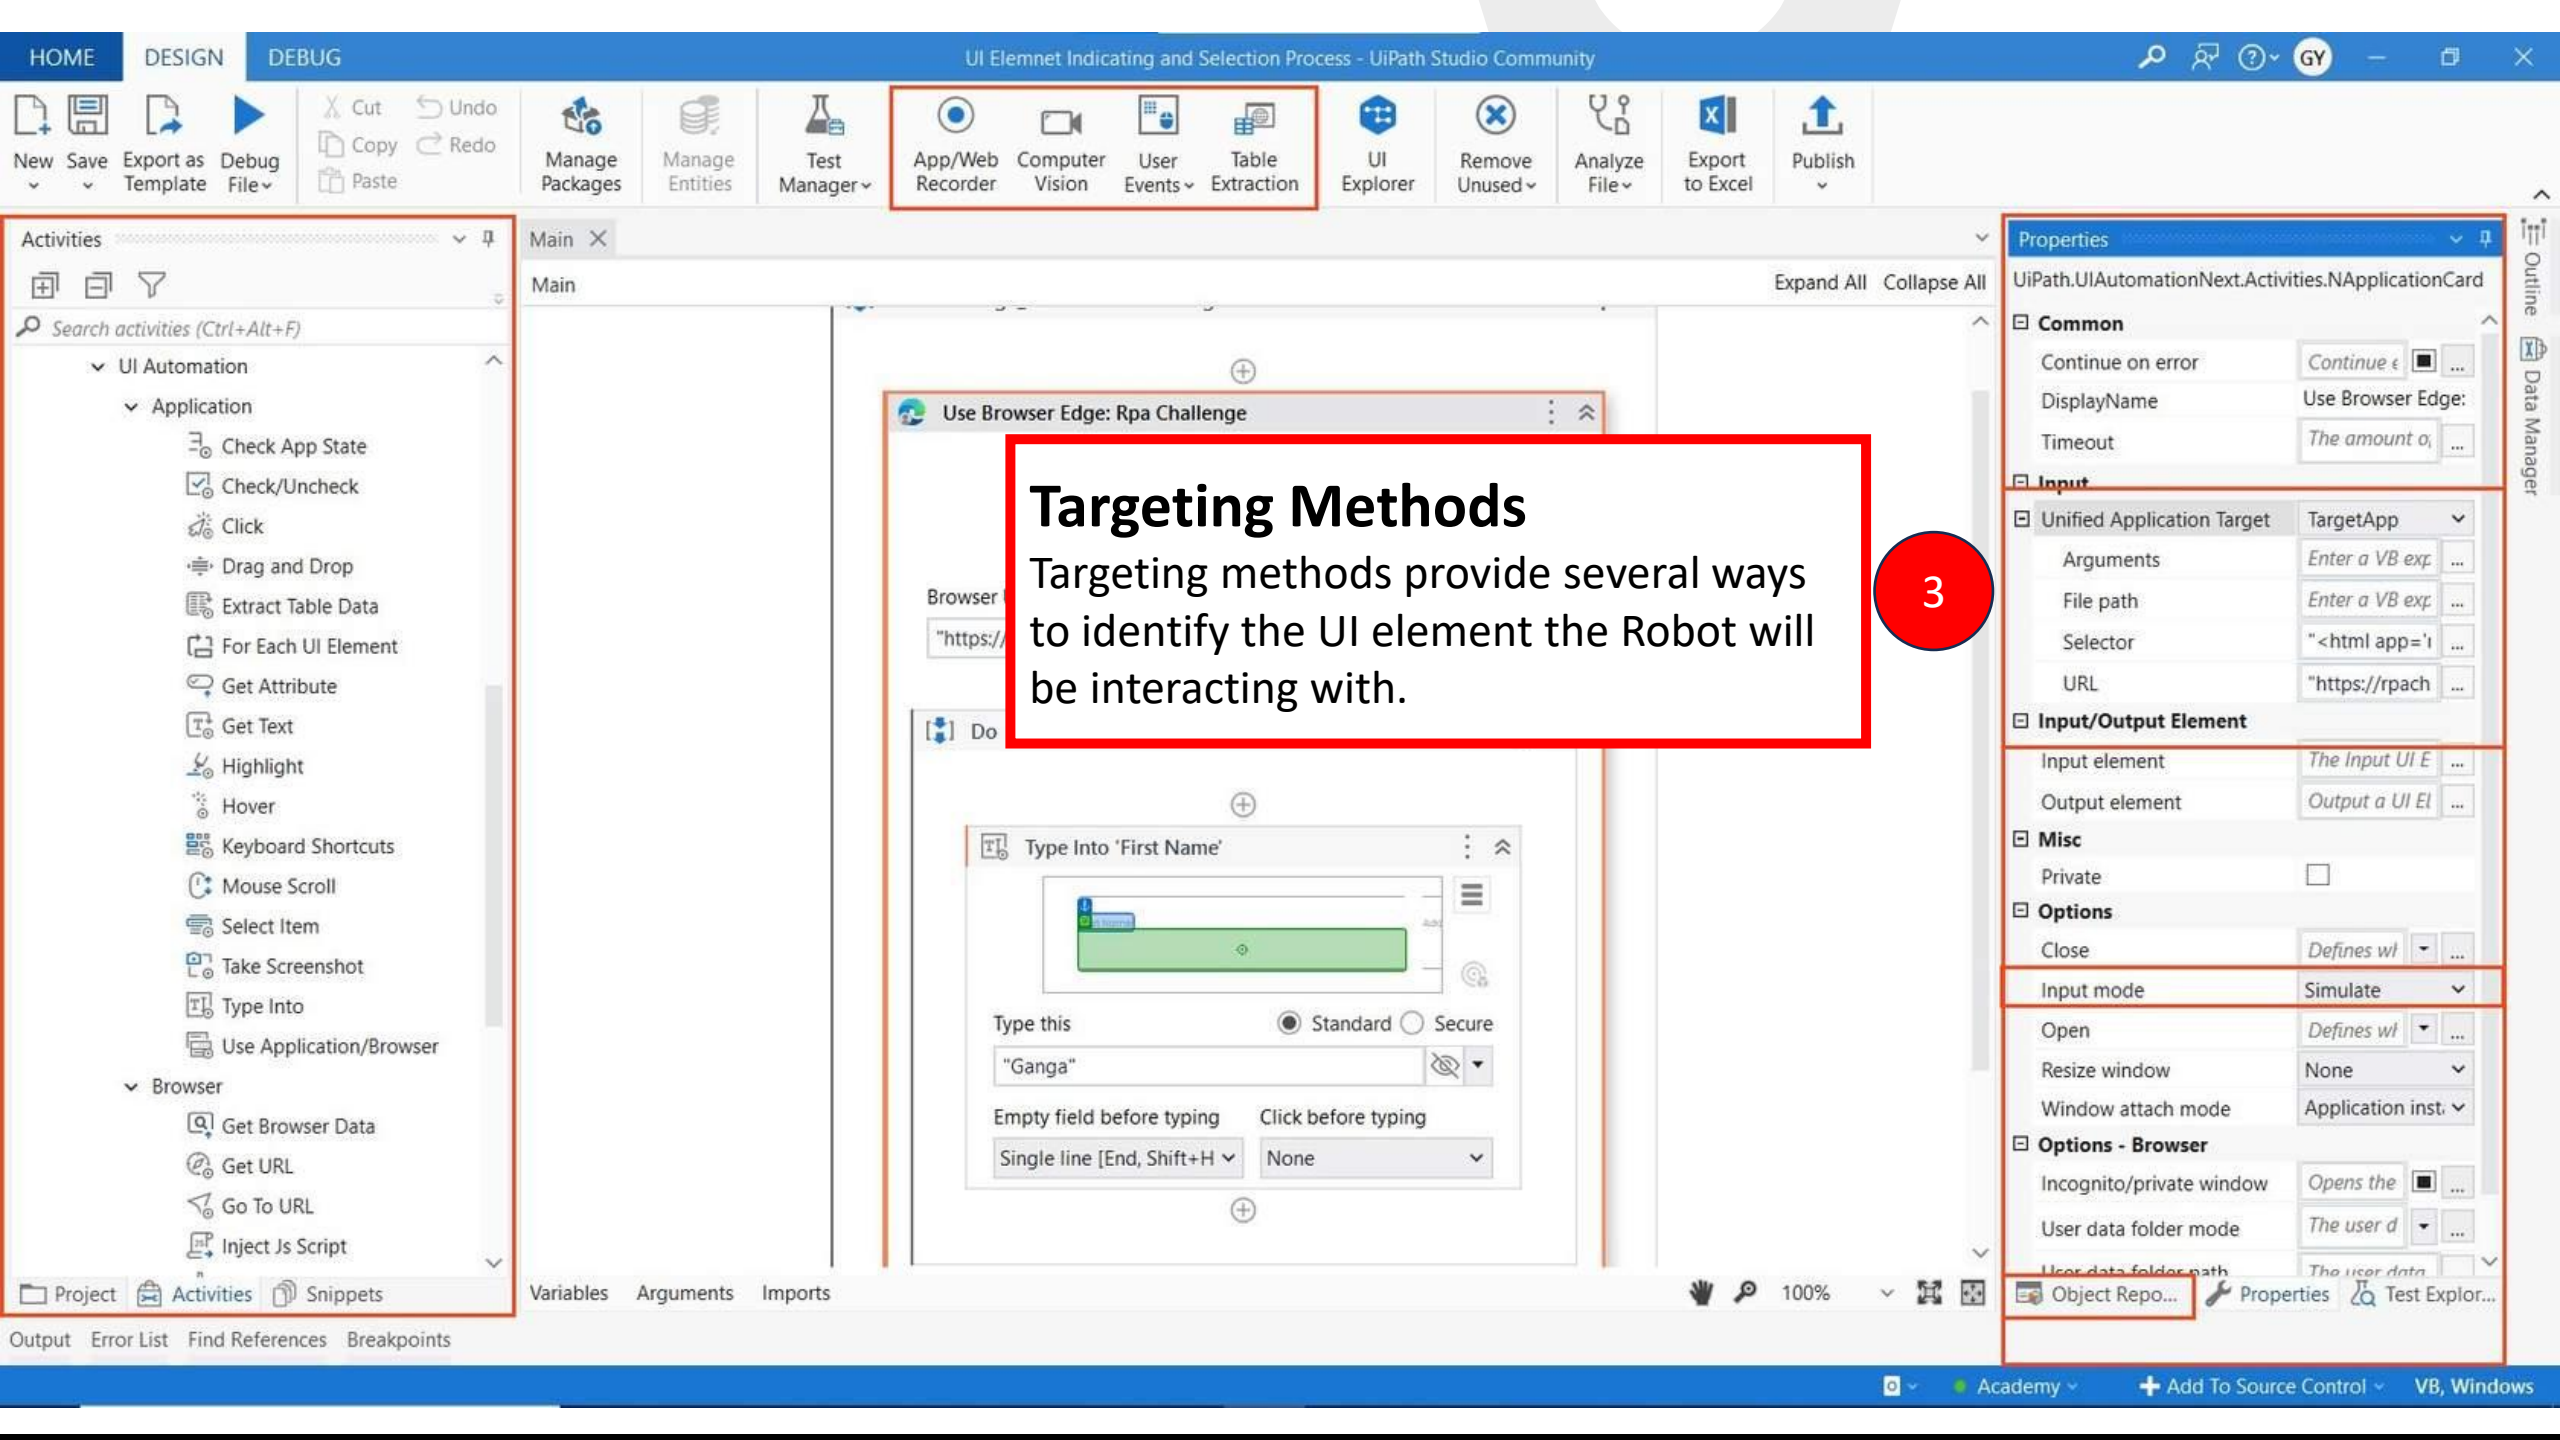 HOME DESIGN DEBUG
UI Elemnet Indicating and Selection Process - UiPath Studio Community
GY
New Save Export as Template Debug File
Cut Undo
Copy Redo
Paste
Manage Packages
Manage Entities
Test Manager
App/Web Recorder
Computer Vision
User Events
Table Extraction
UI Explorer
Remove Unused
Analyze File
Export to Excel
Publish
Activities
Search activities (Ctrl+Alt+F)
UI Automation
Application
Check App State
Check/Uncheck
Click
Drag and Drop
Extract Table Data
For Each UI Element
Get Attribute
Get Text
Highlight
Hover
Keyboard Shortcuts
Mouse Scroll
Select Item
Take Screenshot
Type Into
Use Application/Browser
Browser
Get Browser Data
Get URL
Go To URL
Inject Js Script
Project Activities Snippets
Main
Main Expand All Collapse All
Use Browser Edge: Rpa Challenge
Browser
"https://
Targeting Methods
Targeting methods provide several ways
to identify the UI element the Robot will
be interacting with.
3
Do
Type Into 'First Name'
Type this Standard Secure
"Ganga"
Empty field before typing Click before typing
Single line [End, Shift+H None
Variables Arguments Imports 100%
Properties
UiPath.UIAutomationNext.Activities.NApplicationCard
Common
Continue on error Continue e ...
DisplayName Use Browser Edge:
Timeout The amount o ...
Input
Unified Application Target TargetApp
Arguments Enter a VB exp ...
File path Enter a VB exp ...
Selector "<html app=' ...
URL "https://rpach ...
Input/Output Element
Input element The Input UI E ...
Output element Output a UI El ...
Misc
Private
Options
Close Defines wh ...
Input mode Simulate
Open Defines wh ...
Resize window None
Window attach mode Application inst
Options - Browser
Incognito/private window Opens the ...
User data folder mode The user d ...
User data folder path The user data
Object Repo... Properties Test Explor...
Outline
Data Manager
Output Error List Find References Breakpoints
Academy Add To Source Control VB, Windows